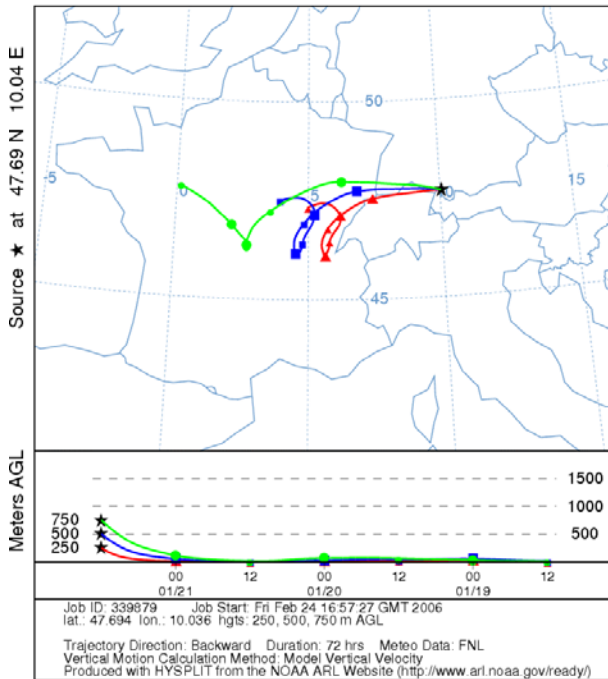 Source ★ at 47.69 N 10.04 E
-5
50
0
5
10
15
45
Meters AGL
1500
750
1000
500
500
250
00 12 00 12 00 12
01/21 01/20 01/19
Job ID: 339879 Job Start: Fri Feb 24 16:57:27 GMT 2006
lat.: 47.694 lon.: 10.036 hgts: 250, 500, 750 m AGL
Trajectory Direction: Backward Duration: 72 hrs Meteo Data: FNL
Vertical Motion Calculation Method: Model Vertical Velocity
Produced with HYSPLIT from the NOAA ARL Website (http://www.arl.noaa.gov/ready/)